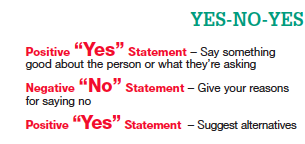 YES-NO-YES
Positive “Yes” Statement – Say something
good about the person or what they're asking
Negative “No” Statement – Give your reasons
for saying no
Positive “Yes” Statement – Suggest alternatives